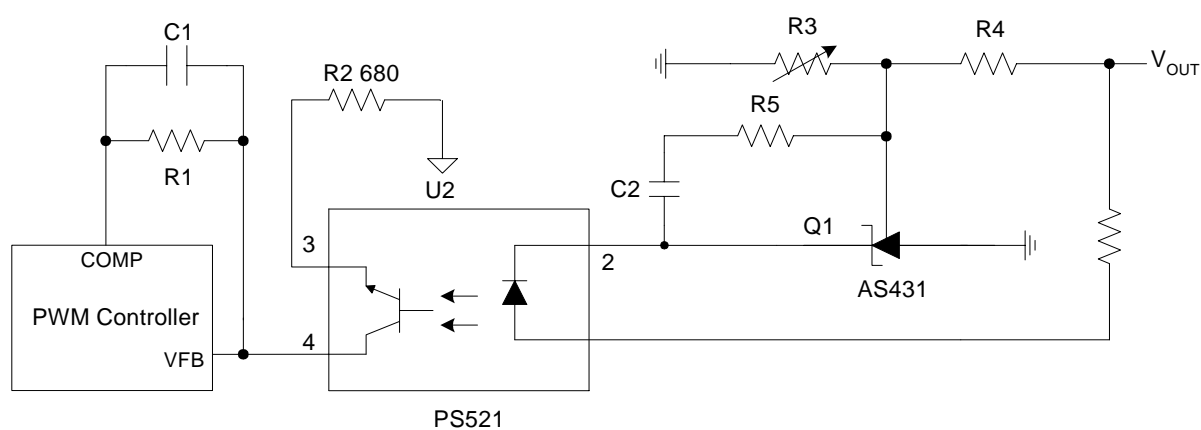 C1
R3
R4
V_OUT
R2 680
R5
R1
U2
C2
3
Q1
2
COMP
AS431
PWM Controller
4
VFB
PS521